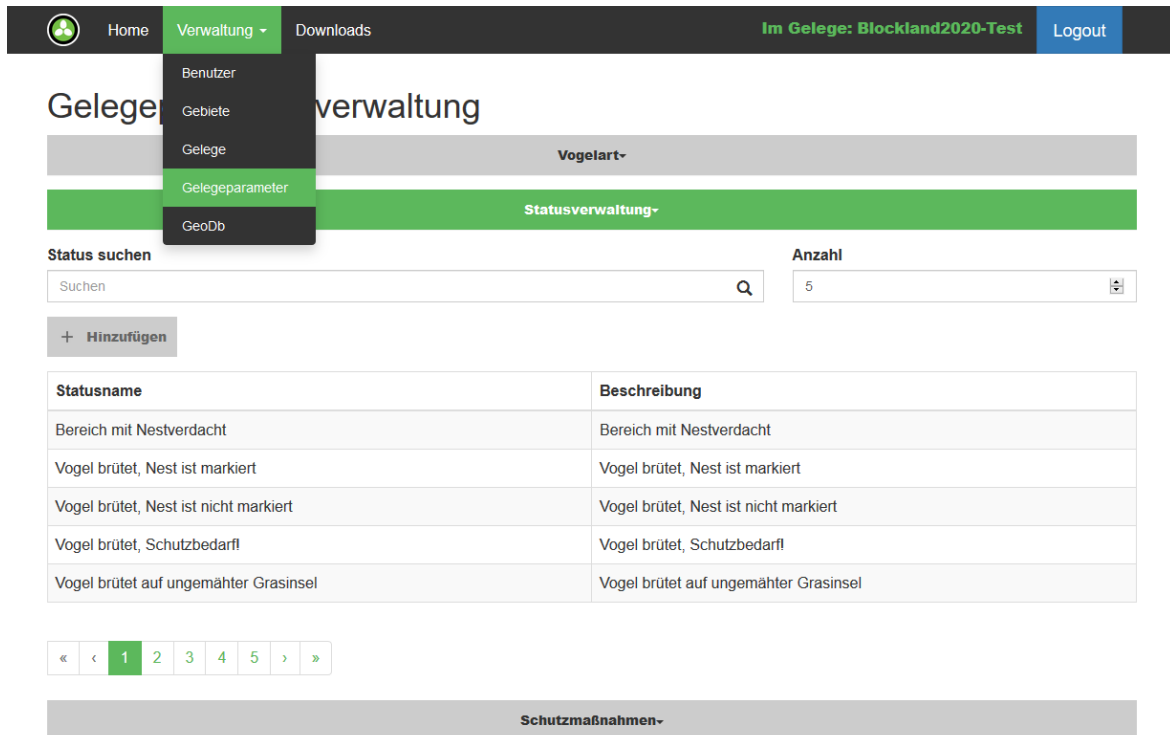 Home Verwaltung Downloads Im Gelege: Blockland2020-Test Logout
Benutzer
Gebiete
Gelege
Gelegeparameter
GeoDb
Gelege verwaltung
Vogelart
Statusverwaltung
Status suchen Anzahl
Suchen 5
+ Hinzufügen
Statusname Beschreibung
Bereich mit Nestverdacht Bereich mit Nestverdacht
Vogel brütet, Nest ist markiert Vogel brütet, Nest ist markiert
Vogel brütet, Nest ist nicht markiert Vogel brütet, Nest ist nicht markiert
Vogel brütet, Schutzbedarf! Vogel brütet, Schutzbedarf!
Vogel brütet auf ungemähter Grasinsel Vogel brütet auf ungemähter Grasinsel
« ‹ 1 2 3 4 5 › »
Schutzmaßnahmen